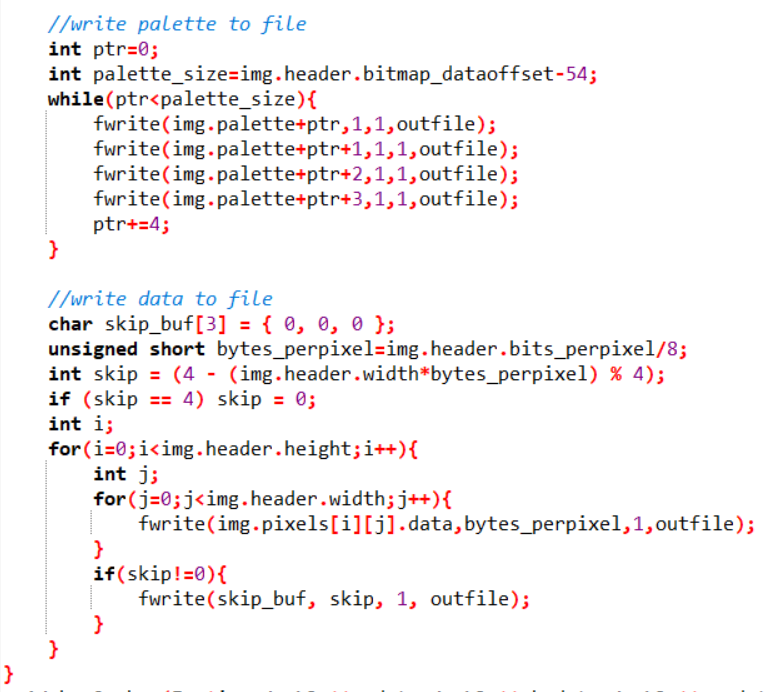 //write palette to file
int ptr=0;
int palette_size=img.header.bitmap_dataoffset-54;
while(ptr<palette_size){
fwrite(img.palette+ptr,1,1,outfile);
fwrite(img.palette+ptr+1,1,1,outfile);
fwrite(img.palette+ptr+2,1,1,outfile);
fwrite(img.palette+ptr+3,1,1,outfile);
ptr+=4;
}
//write data to file
char skip_buf[3] = { 0, 0, 0 };
unsigned short bytes_perpixel=img.header.bits_perpixel/8;
int skip = (4 - (img.header.width*bytes_perpixel) % 4);
if (skip == 4) skip = 0;
int i;
for(i=0;i<img.header.height;i++){
int j;
for(j=0;j<img.header.width;j++){
fwrite(img.pixels[i][j].data,bytes_perpixel,1,outfile);
}
if(skip!=0){
fwrite(skip_buf, skip, 1, outfile);
}
}
}